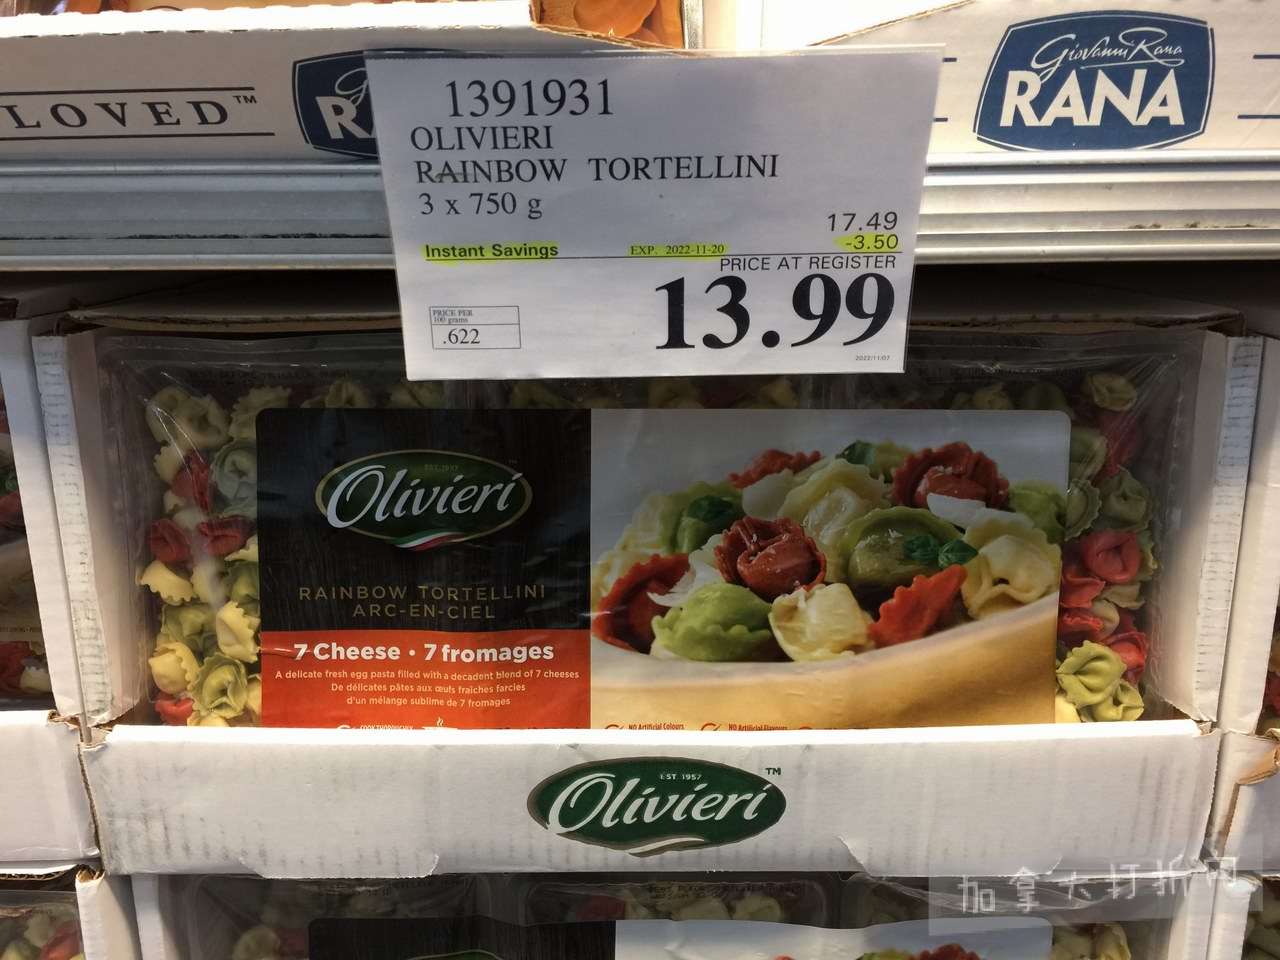 LOVED™
Giovanni Rana
RANA
1391931
OLIVIERI
RAINBOW TORTELLINI
3 x 750 g
17.49
Instant Savings EXP. 2022-11-20 -3.50
PRICE AT REGISTER
13.99
PRICE PER
100 grams
.622
2022/11/07
EST. 1957
Olivieri
RAINBOW TORTELLINI
ARC-EN-CIEL
7 Cheese • 7 fromages
A delicate fresh egg pasta filled with a decadent blend of 7 cheeses
De délicates pâtes aux œufs fraîches farcies
d'un mélange sublime de 7 fromages
COOK THOROUGHLY
NO Artificial Colours
NO Artificial Flavours
EST 1957
Olivieri™
加拿大打折网